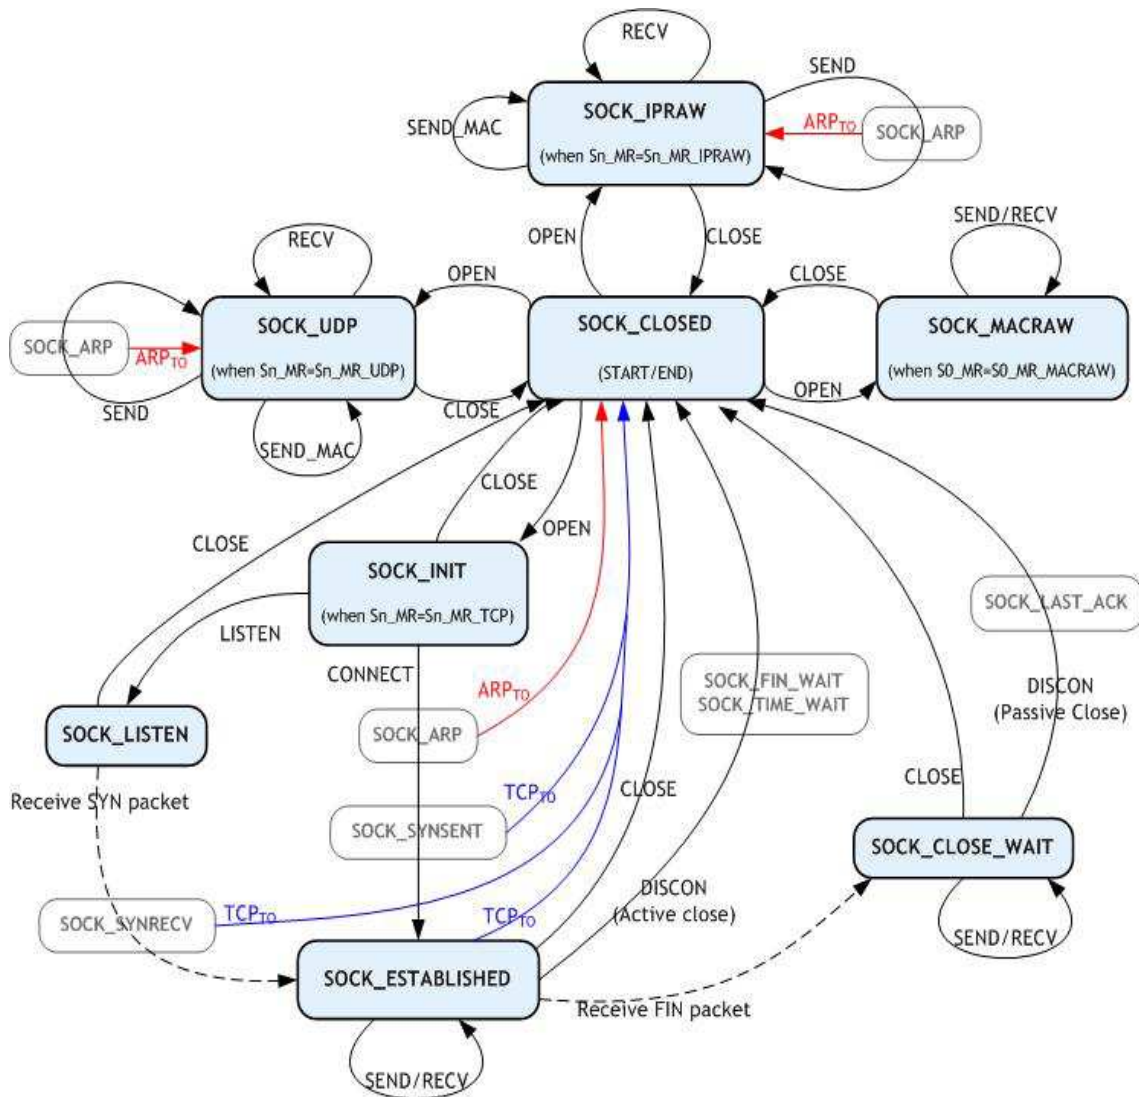 RECV
SEND
SOCK_IPRAW
SEND_MAC
ARPTO
SOCK_ARP
(when Sn_MR=Sn_MR_IPRAW)
SEND/RECV
RECV
OPEN
CLOSE
OPEN
CLOSE
SOCK_UDP
SOCK_CLOSED
SOCK_MACRAW
SOCK_ARP
ARPTO
(when Sn_MR=Sn_MR_UDP)
(START/END)
(when S0_MR=S0_MR_MACRAW)
OPEN
SEND
CLOSE
SEND_MAC
CLOSE
OPEN
CLOSE
SOCK_INIT
(when Sn_MR=Sn_MR_TCP)
SOCK_LAST_ACK
LISTEN
CONNECT
SOCK_FIN_WAIT
SOCK_TIME_WAIT
ARPTO
DISCON
(Passive Close)
SOCK_LISTEN
SOCK_ARP
CLOSE
Receive SYN packet
TCPTO
CLOSE
SOCK_SYNSENT
SOCK_CLOSE_WAIT
DISCON
(Active close)
SOCK_SYNRECV
TCPTO
TCPTO
SEND/RECV
SOCK_ESTABLISHED
Receive FIN packet
SEND/RECV